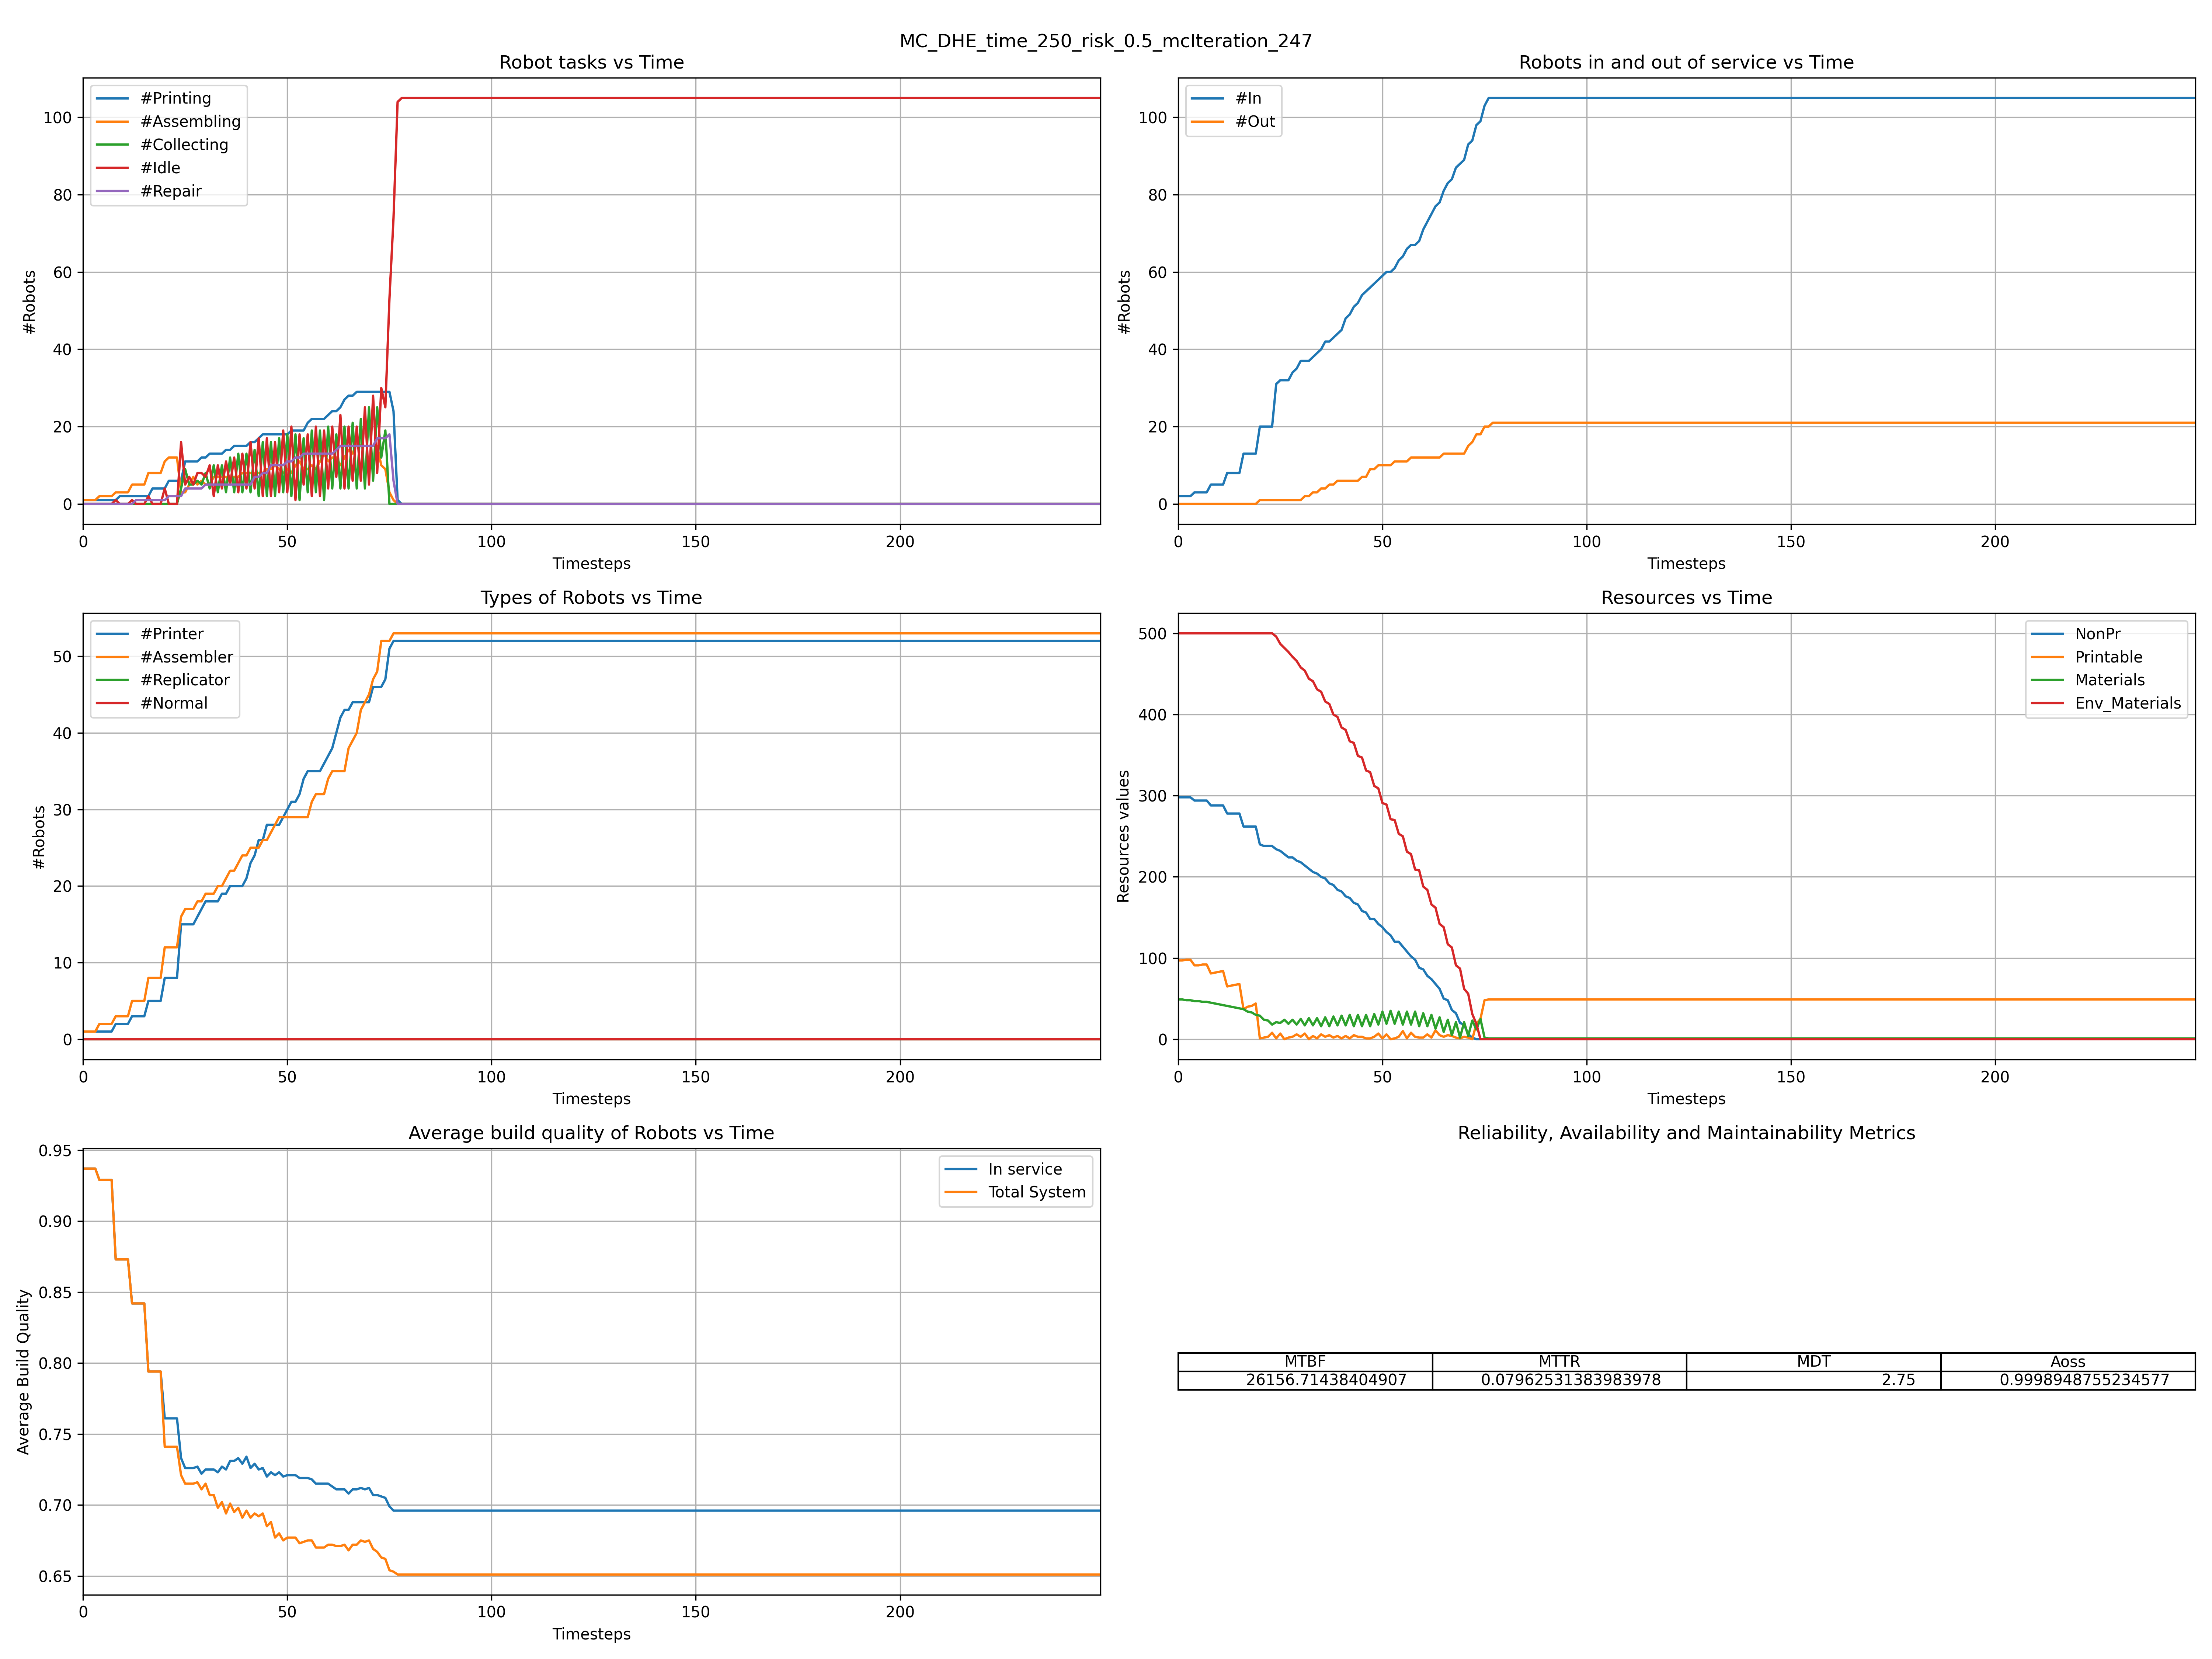 MC_DHE_time_250_risk_0.5_mcIteration_247
Robot tasks vs Time
#Printing
#Assembling
#Collecting
#Idle
#Repair
#Robots
100
80
60
40
20
0
0 50 100 150 200
Timesteps
Robots in and out of service vs Time
#In
#Out
#Robots
100
80
60
40
20
0
0 50 100 150 200
Timesteps
Types of Robots vs Time
#Printer
#Assembler
#Replicator
#Normal
#Robots
50
40
30
20
10
0
0 50 100 150 200
Timesteps
Resources vs Time
NonPr
Printable
Materials
Env_Materials
Resources values
500
400
300
200
100
0
0 50 100 150 200
Timesteps
Average build quality of Robots vs Time
In service
Total System
Average Build Quality
0.95
0.90
0.85
0.80
0.75
0.70
0.65
0 50 100 150 200
Timesteps
Reliability, Availability and Maintainability Metrics
MTBF MTTR MDT Aoss
26156.71438404907 0.07962531383983978 2.75 0.9998948755234577